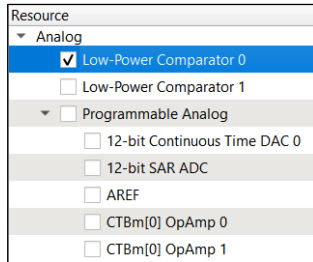 Resource
Analog
Low-Power Comparator 0
Low-Power Comparator 1
Programmable Analog
12-bit Continuous Time DAC 0
12-bit SAR ADC
AREF
CTBm[0] OpAmp 0
CTBm[0] OpAmp 1